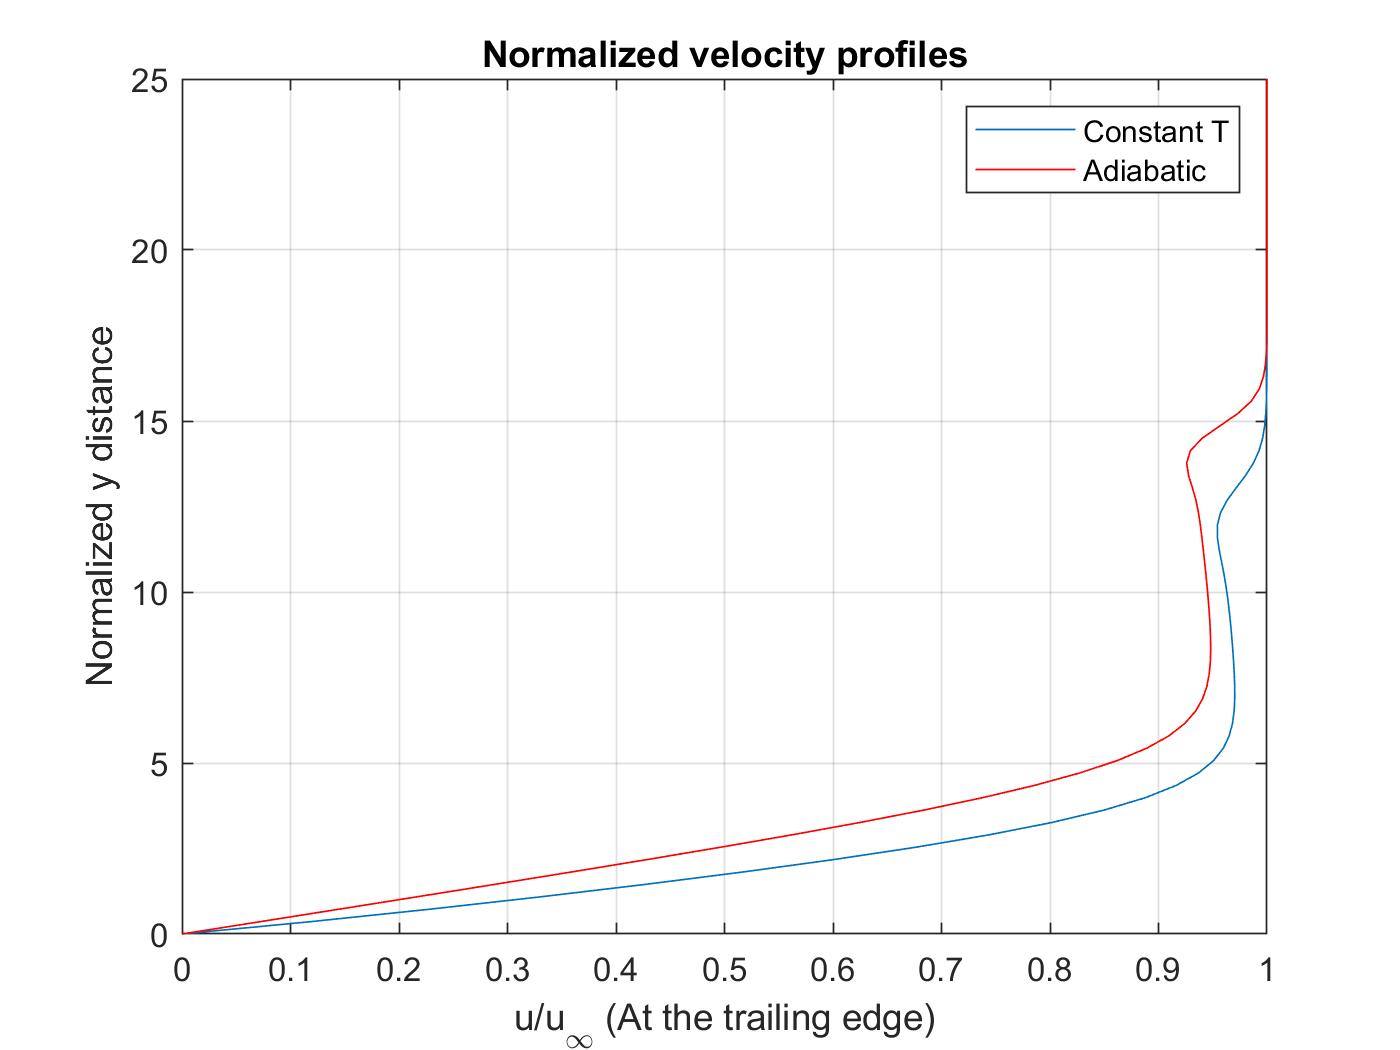 Normalized velocity profiles
25
20
15
10
5
0
Normalized y distance
Constant T
Adiabatic
0 0.1 0.2 0.3 0.4 0.5 0.6 0.7 0.8 0.9 1
u/u∞ (At the trailing edge)